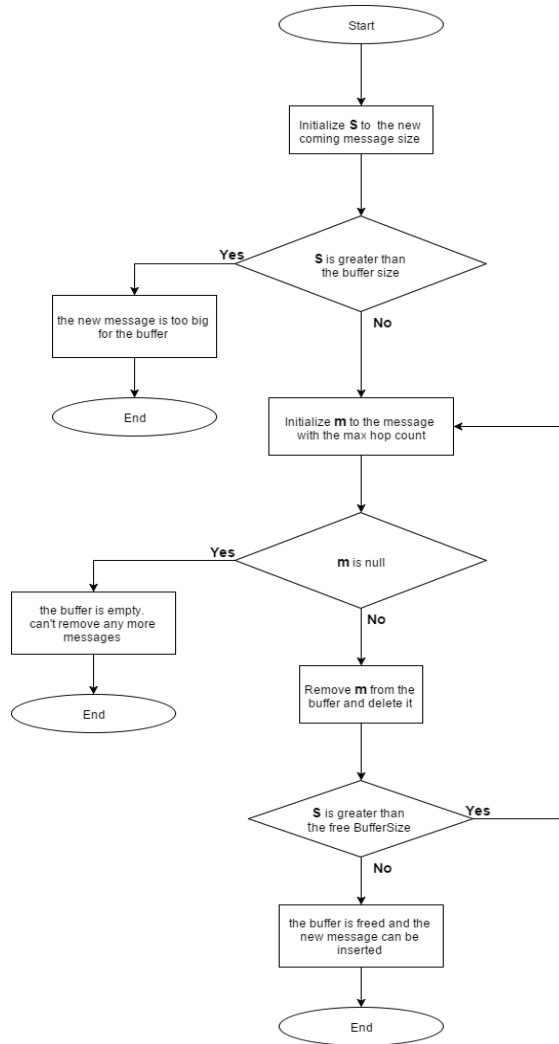 Start
Initialize S to the new
coming message size
Yes
S is greater than
the buffer size
the new message is too big
for the buffer
No
End
Initialize m to the message
with the max hop count
Yes
m is null
the buffer is empty.
can't remove any more
messages
No
Remove m from the
buffer and delete it
End
S is greater than
the free BufferSize
Yes
No
the buffer is freed and the
new message can be
inserted
End